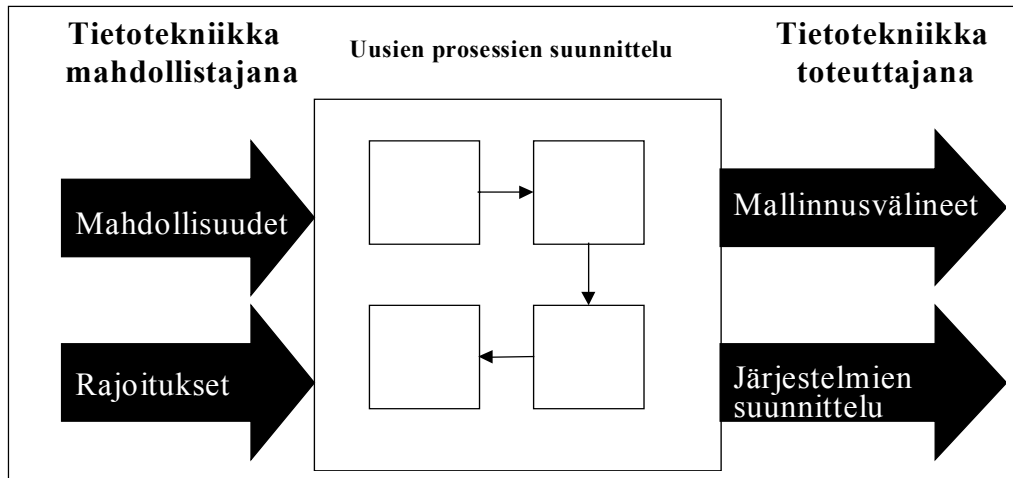 Tietotekniikka
mahdollistajana
Uusien prosessien suunnittelu
Tietotekniikka
toteuttajana
Mahdollisuudet
Rajoitukset
Mallinnusvälineet
Järjestelmien
suunnittelu